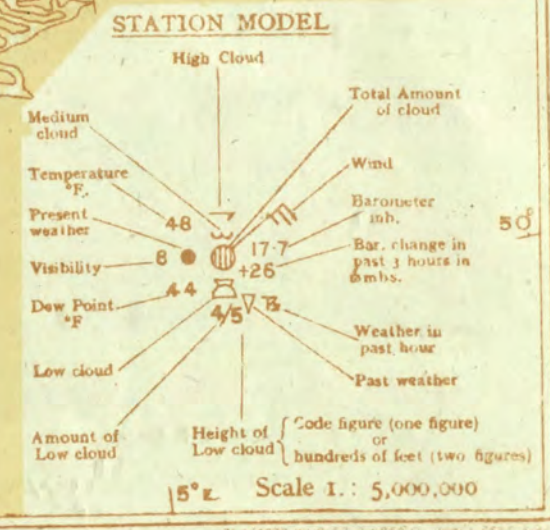 STATION MODEL
High Cloud
Total Amount
of cloud
Medium
cloud
Wind
Temperature
°F.
Barometer
mb.
Present
weather
48
50°
17.7
Bar. change in
past 3 hours in
mbs.
Visibility
8
+26
Dew Point
°F
44
4/5
Weather in
past hour
Low cloud
Past weather
Amount of
Low cloud
Height of
Low cloud
Code figure (one figure)
or
hundreds of feet (two figures)
5° E.
Scale 1.: 5,000,000